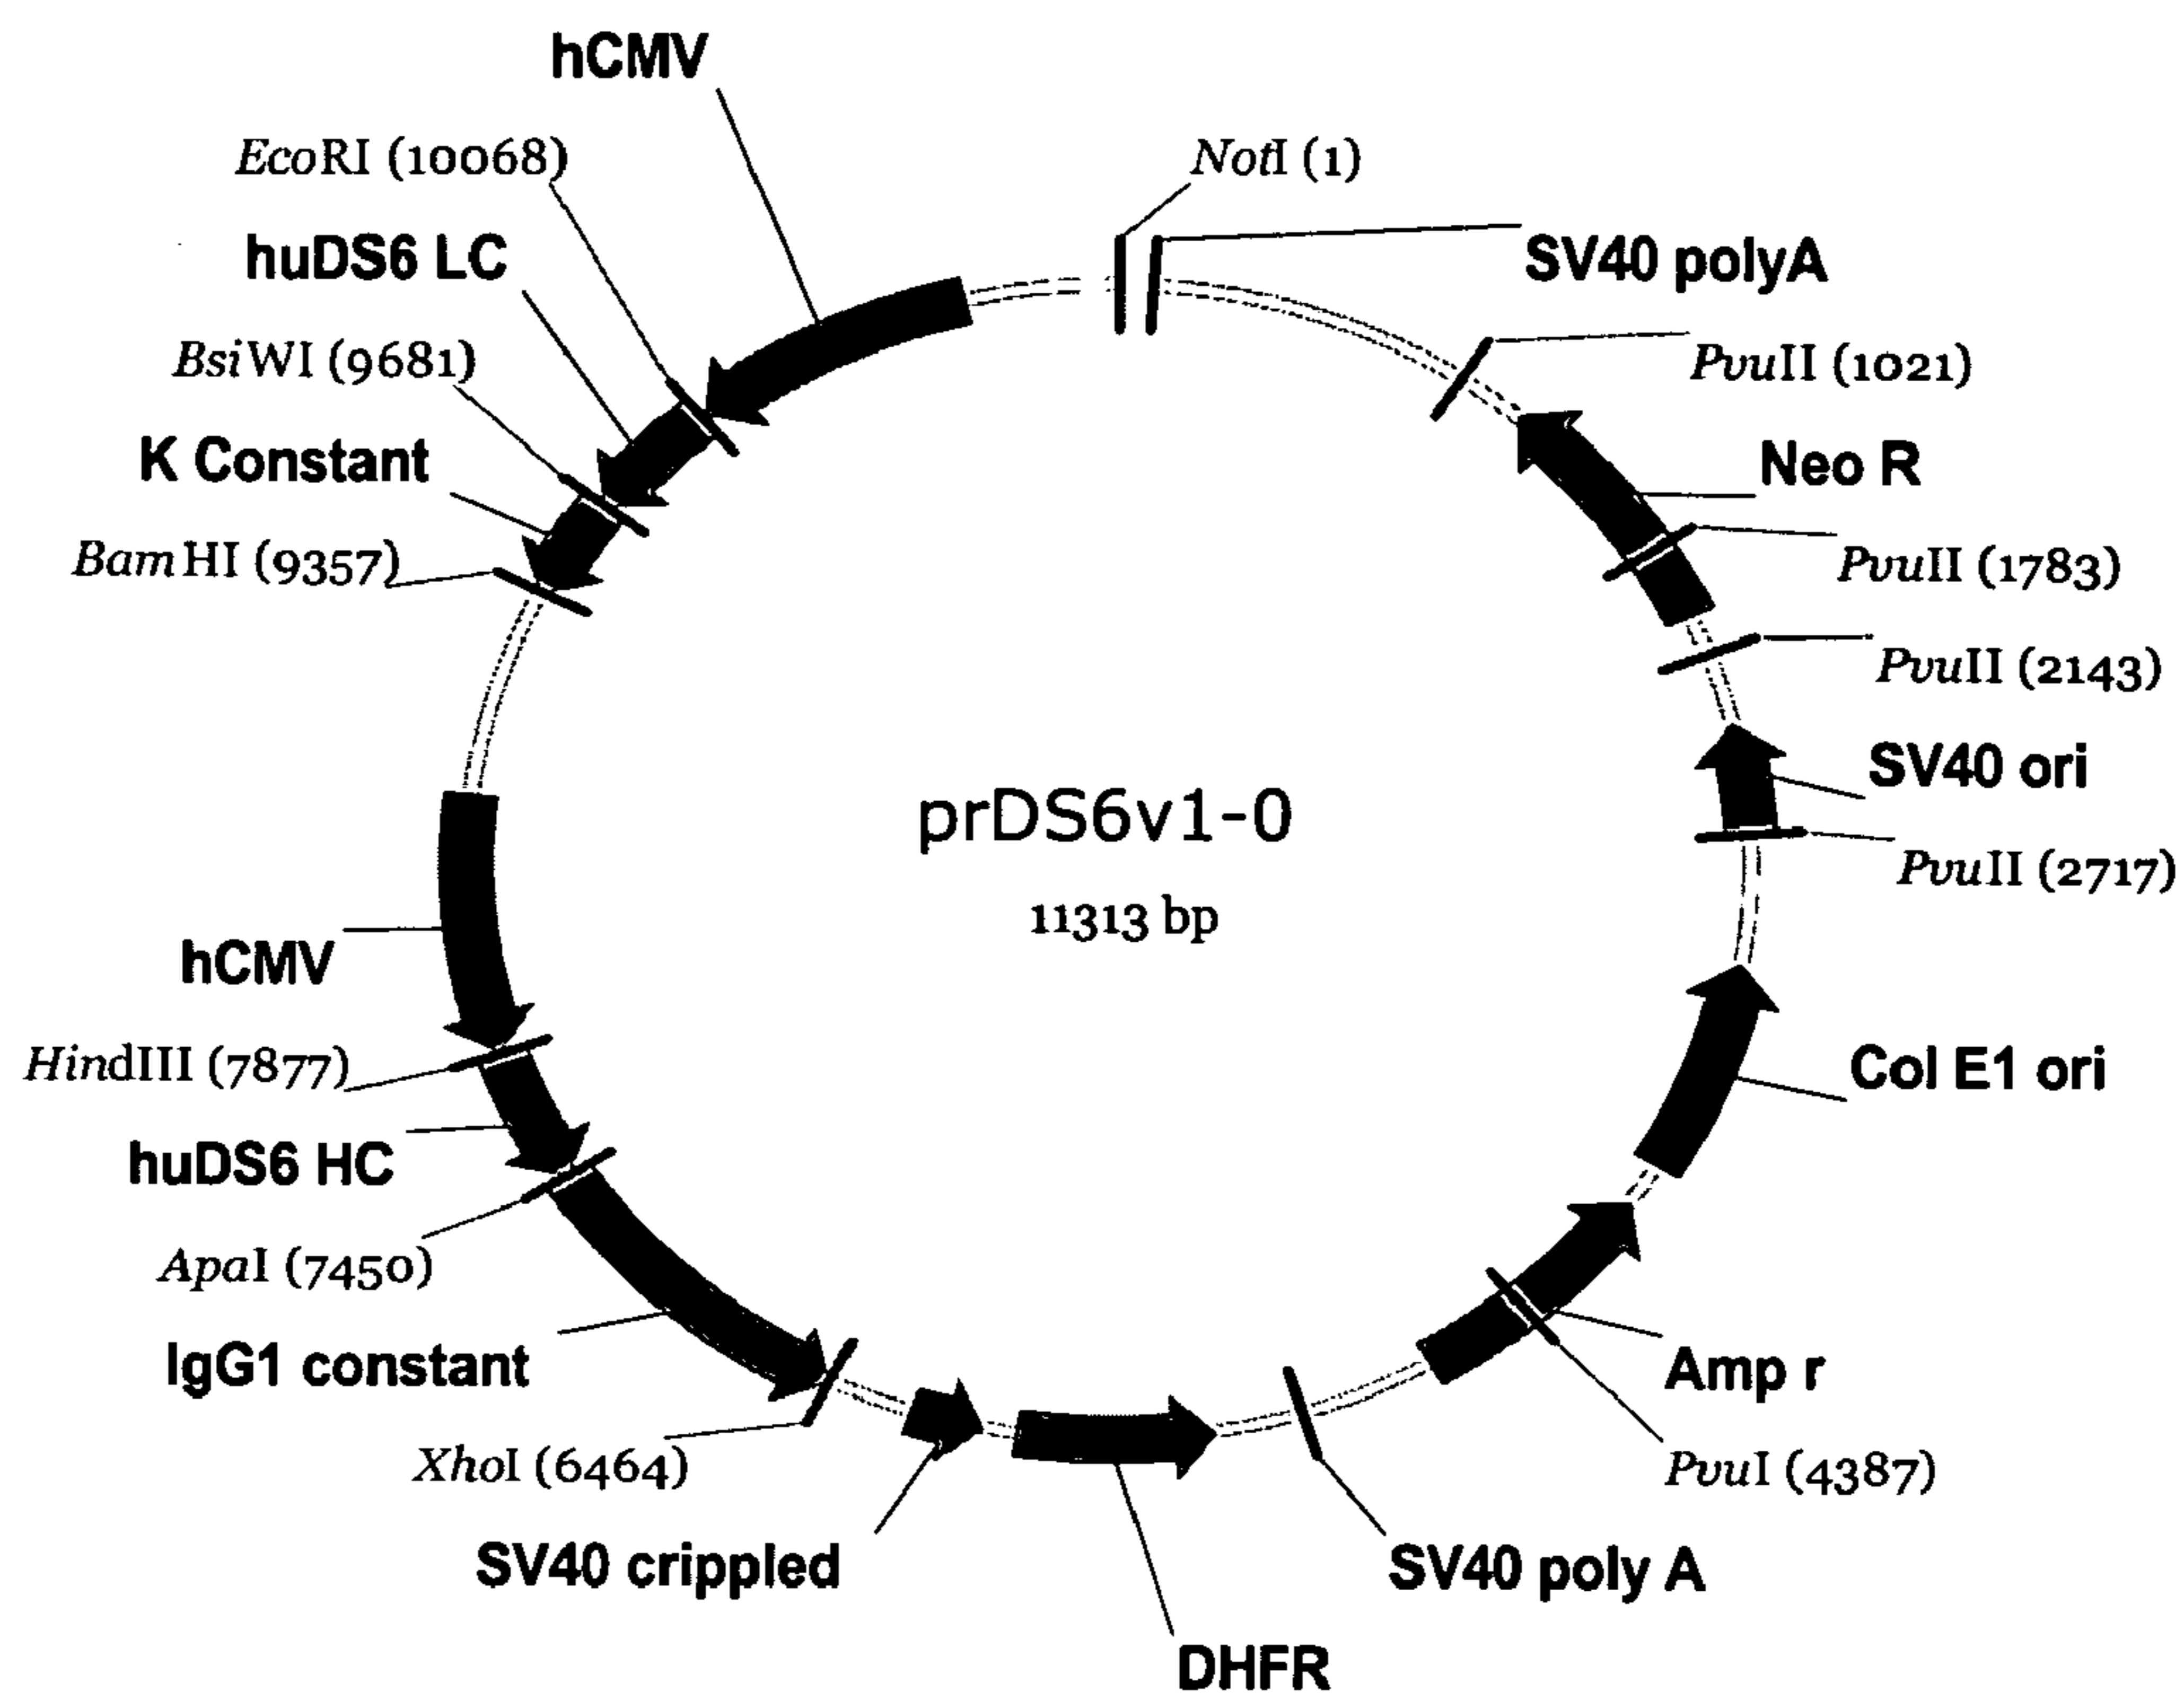 hCMV
EcoRI (10068)
NotI (1)
huDS6 LC
SV40 polyA
BsiWI (9681)
PvuII (1021)
K Constant
Neo R
BamHI (9357)
PvuII (1783)
PvuII (2143)
SV40 ori
prDS6v1-0
PvuII (2717)
11313 bp
hCMV
HindIII (7877)
Col E1 ori
huDS6 HC
ApaI (7450)
IgG1 constant
Amp r
XhoI (6464)
PvuI (4387)
SV40 crippled
SV40 poly A
DHFR